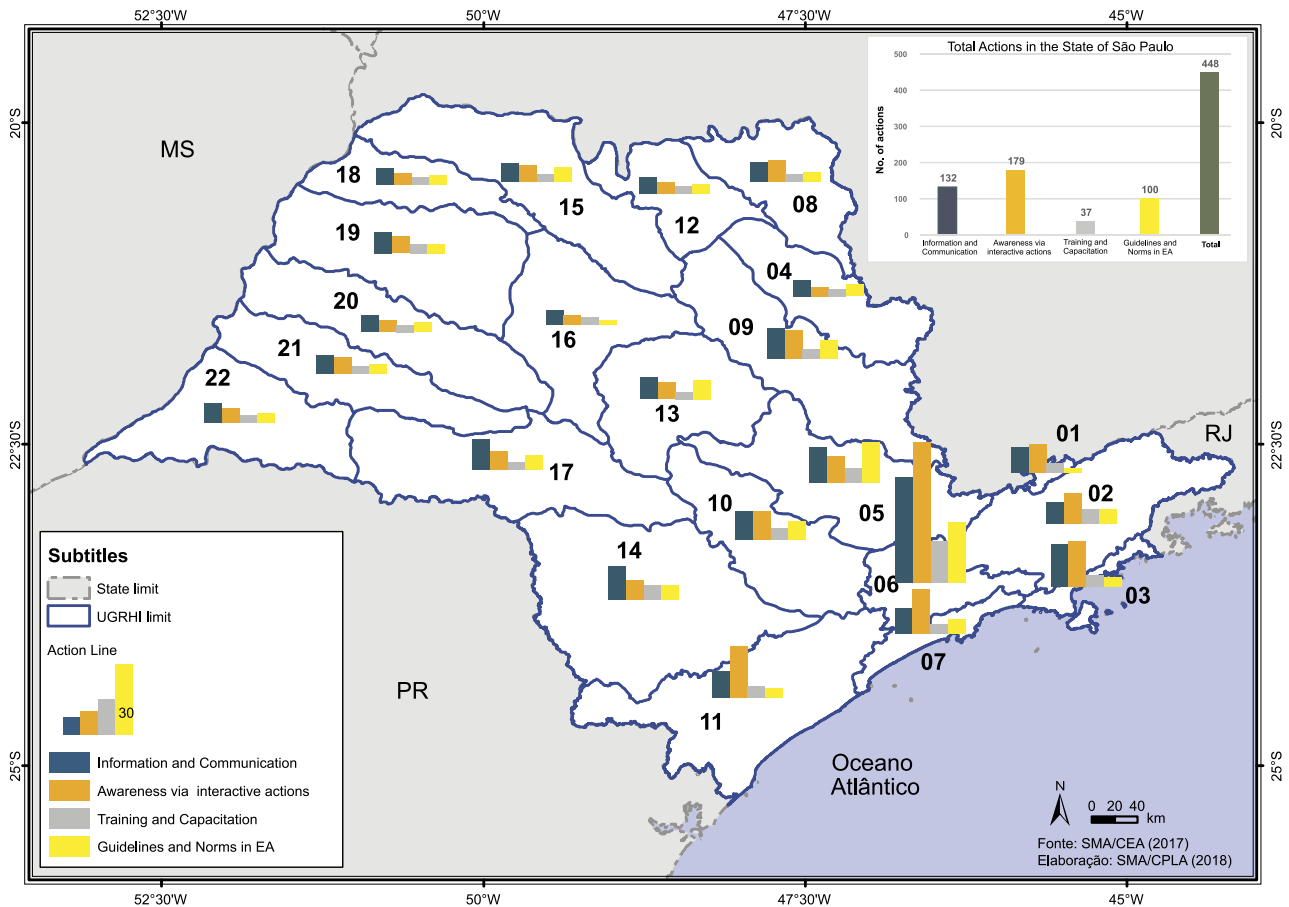 52°30'W
50°W
47°30'W
45°W
Total Actions in the State of São Paulo
500
400
300
200
100
0
No. of actions
132
179
37
100
448
Information and
Communication
Awareness via
interactive actions
Training and
Capacitation
Guidelines and
Norms in EA
Total
20°S
20°S
MS
18
15
12
08
19
04
20
16
09
21
22
13
01
RJ
22°30'S
22°30'S
17
02
10
05
14
06
03
07
PR
11
Subtitles
State limit
UGRHI limit
Action Line
30
Information and Communication
Awareness via interactive actions
Training and Capacitation
Guidelines and Norms in EA
25°S
25°S
Oceano
Atlântico
N
0 20 40
km
Fonte: SMA/CEA (2017)
Elaboração: SMA/CPLA (2018)
52°30'W
50°W
47°30'W
45°W